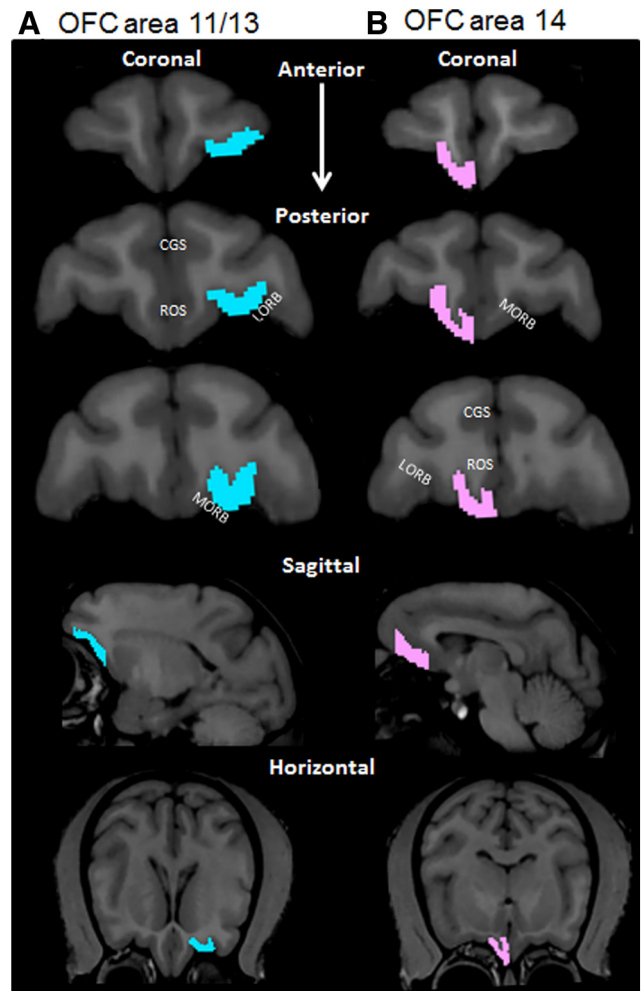 A OFC area 11/13
B OFC area 14
Coronal
Anterior
Coronal
Posterior
CGS
ROS
LORB
MORB
CGS
LORB
ROS
MORB
Sagittal
Horizontal